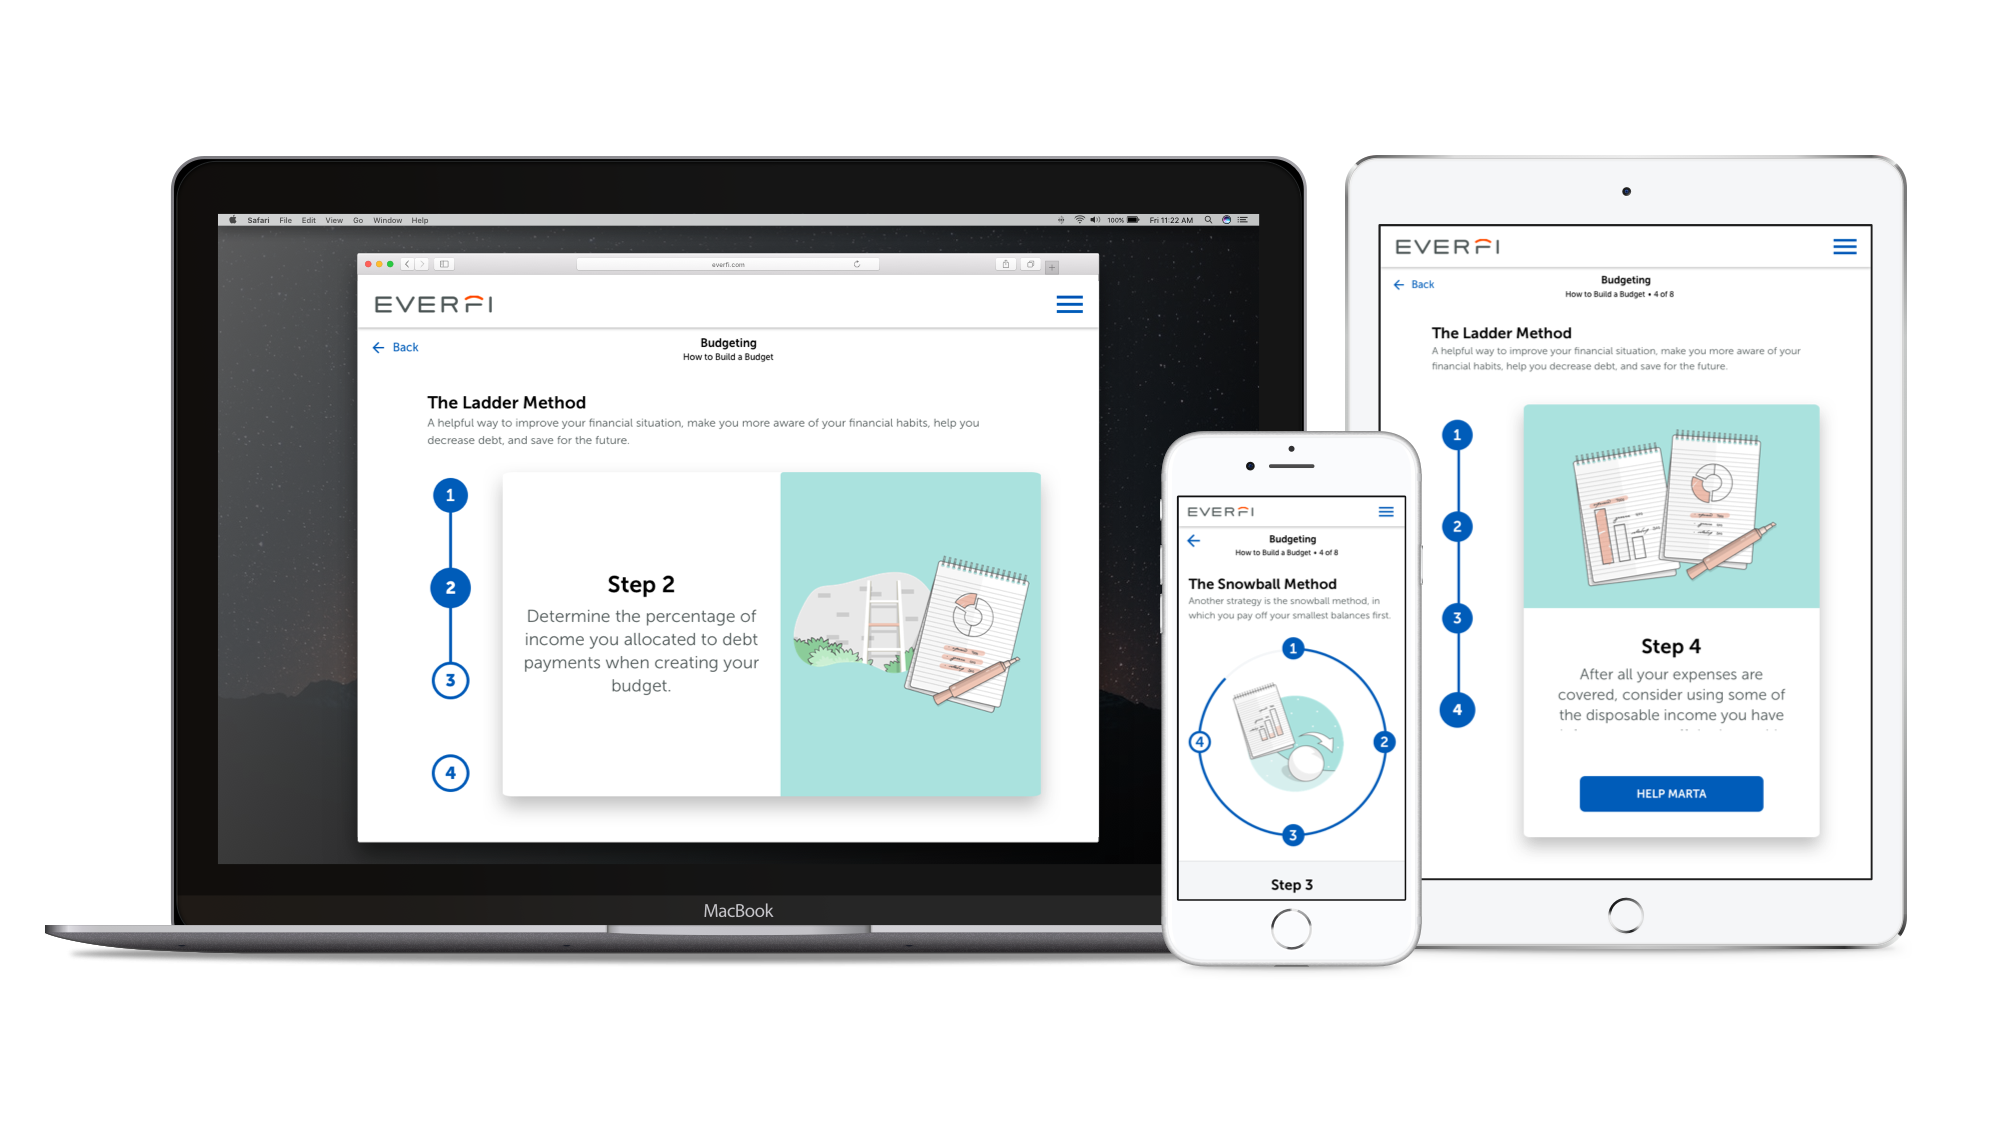 Safari File Edit View Go Window Help
100% Fri 11:22 AM
everfi.com
EVERFI
Back
Budgeting
How to Build a Budget
The Ladder Method
A helpful way to improve your financial situation, make you more aware of your financial habits, help you
decrease debt, and save for the future.
1
2
3
4
Step 2
Determine the percentage of
income you allocated to debt
payments when creating your
budget.
MacBook
EVERFI
Budgeting
How to Build a Budget • 4 of 8
The Snowball Method
Another strategy is the snowball method, in
which you pay off your smallest balances first.
1
2
3
4
Step 3
EVERFI
Back
Budgeting
How to Build a Budget • 4 of 8
The Ladder Method
A helpful way to improve your financial situation, make you more aware of your
financial habits, help you decrease debt, and save for the future.
1
2
3
4
Step 4
After all your expenses are
covered, consider using some of
the disposable income you have
HELP MARTA